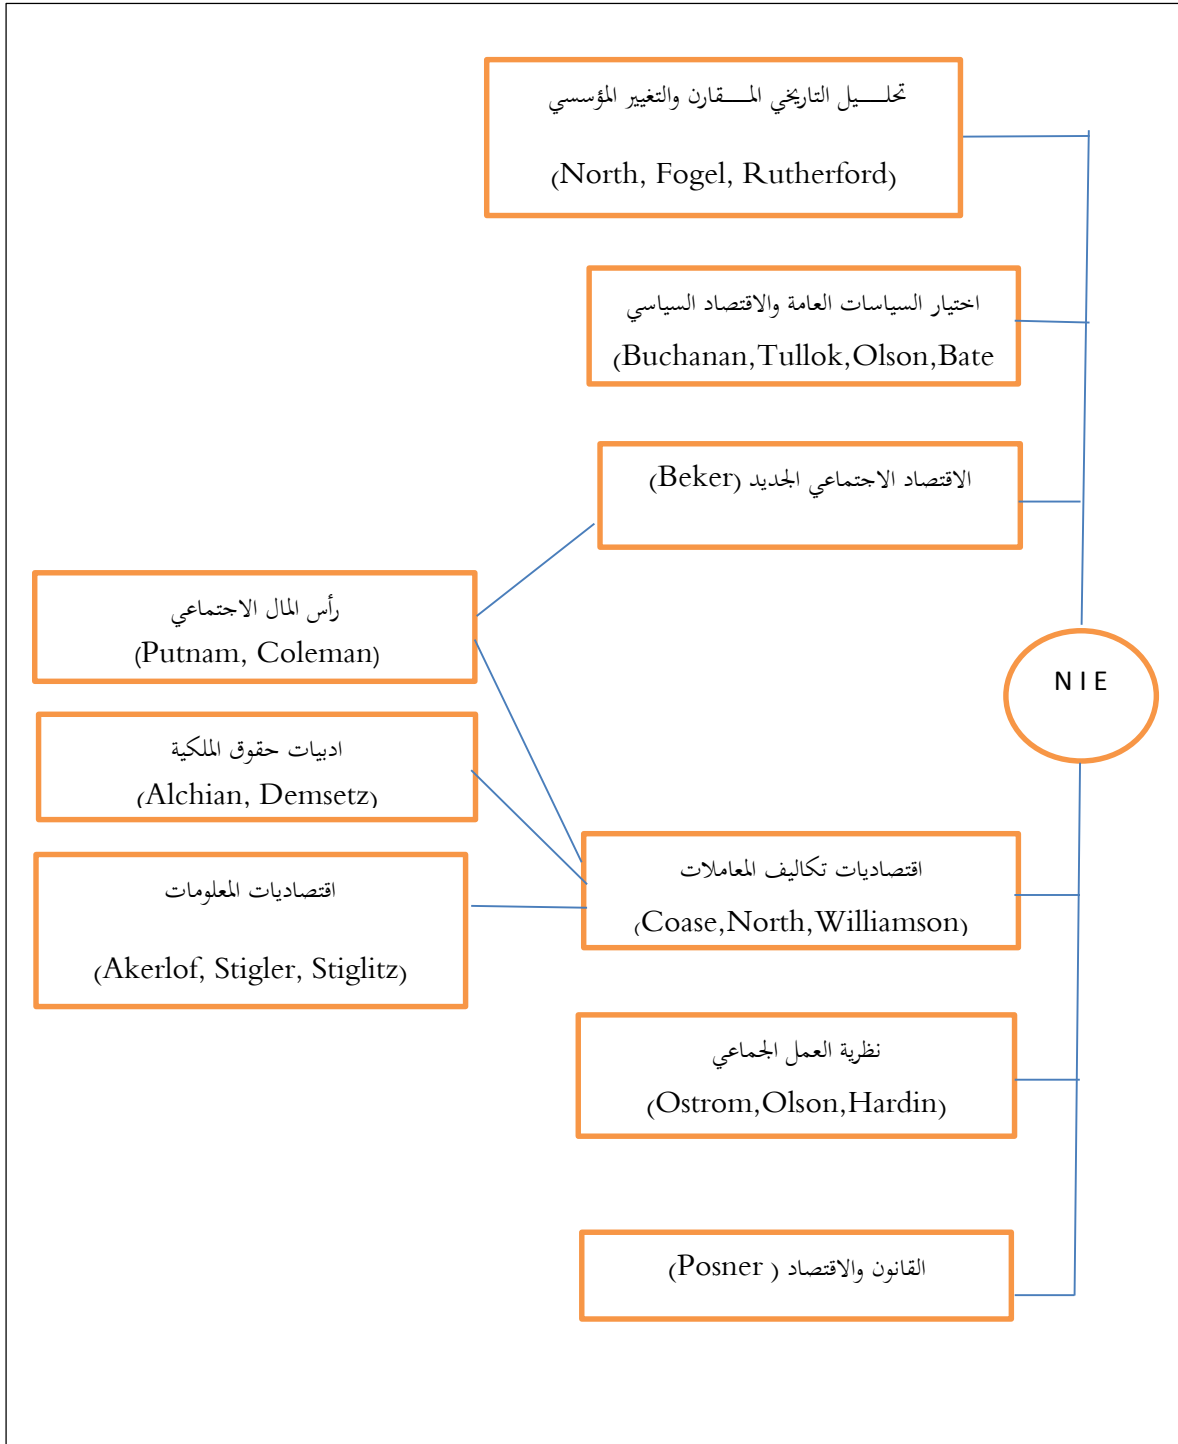 تحلـــــيل التاريخي المـــــقارن والتغيير المؤسسي
(North, Fogel, Rutherford)
اختيار السياسات العامة والاقتصاد السياسي
(Buchanan,Tullok,Olson,Bate
الاقتصاد الاجتماعي الجديد (Beker)
رأس المال الاجتماعي
(Putnam, Coleman)
N I E
ادبيات حقوق الملكية
(Alchian, Demsetz)
اقتصاديات تكاليف المعاملات
(Coase,North,Williamson)
اقتصاديات المعلومات
(Akerlof, Stigler, Stiglitz)
نظرية العمل الجماعي
(Ostrom,Olson,Hardin)
القانون والاقتصاد ( Posner)